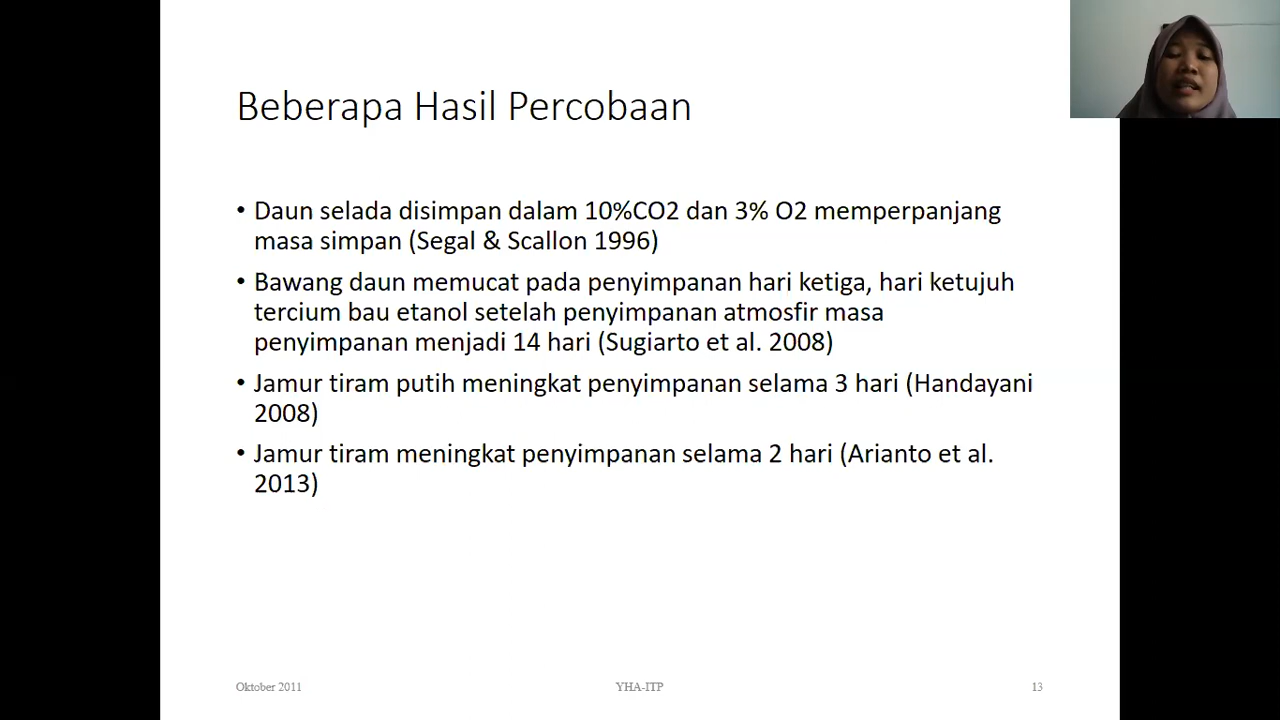 Beberapa Hasil Percobaan
• Daun selada disimpan dalam 10%CO2 dan 3% O2 memperpanjang
masa simpan (Segal & Scallon 1996)
• Bawang daun memucat pada penyimpanan hari ketiga, hari ketujuh
tercium bau etanol setelah penyimpanan atmosfir masa
penyimpanan menjadi 14 hari (Sugiarto et al. 2008)
• Jamur tiram putih meningkat penyimpanan selama 3 hari (Handayani
2008)
• Jamur tiram meningkat penyimpanan selama 2 hari (Arianto et al.
2013)
Oktober 2011 YHA-ITP 13